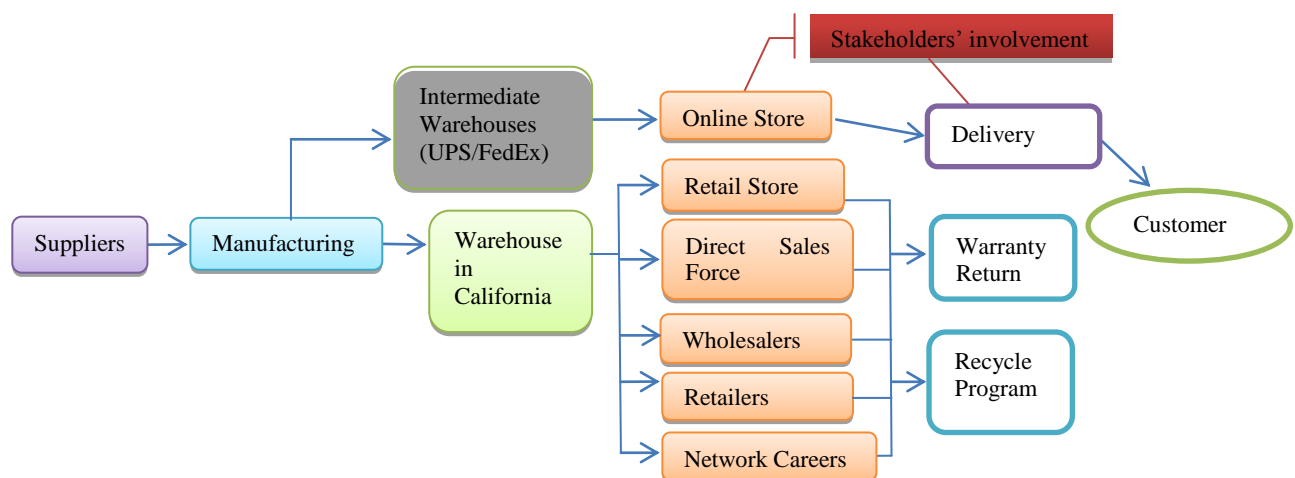 Stakeholders’ involvement
Intermediate
Warehouses
(UPS/FedEx)
Online Store
Delivery
Retail Store
Suppliers
Manufacturing
Warehouse
in
California
Direct Sales
Force
Warranty
Return
Customer
Wholesalers
Recycle
Program
Retailers
Network Careers